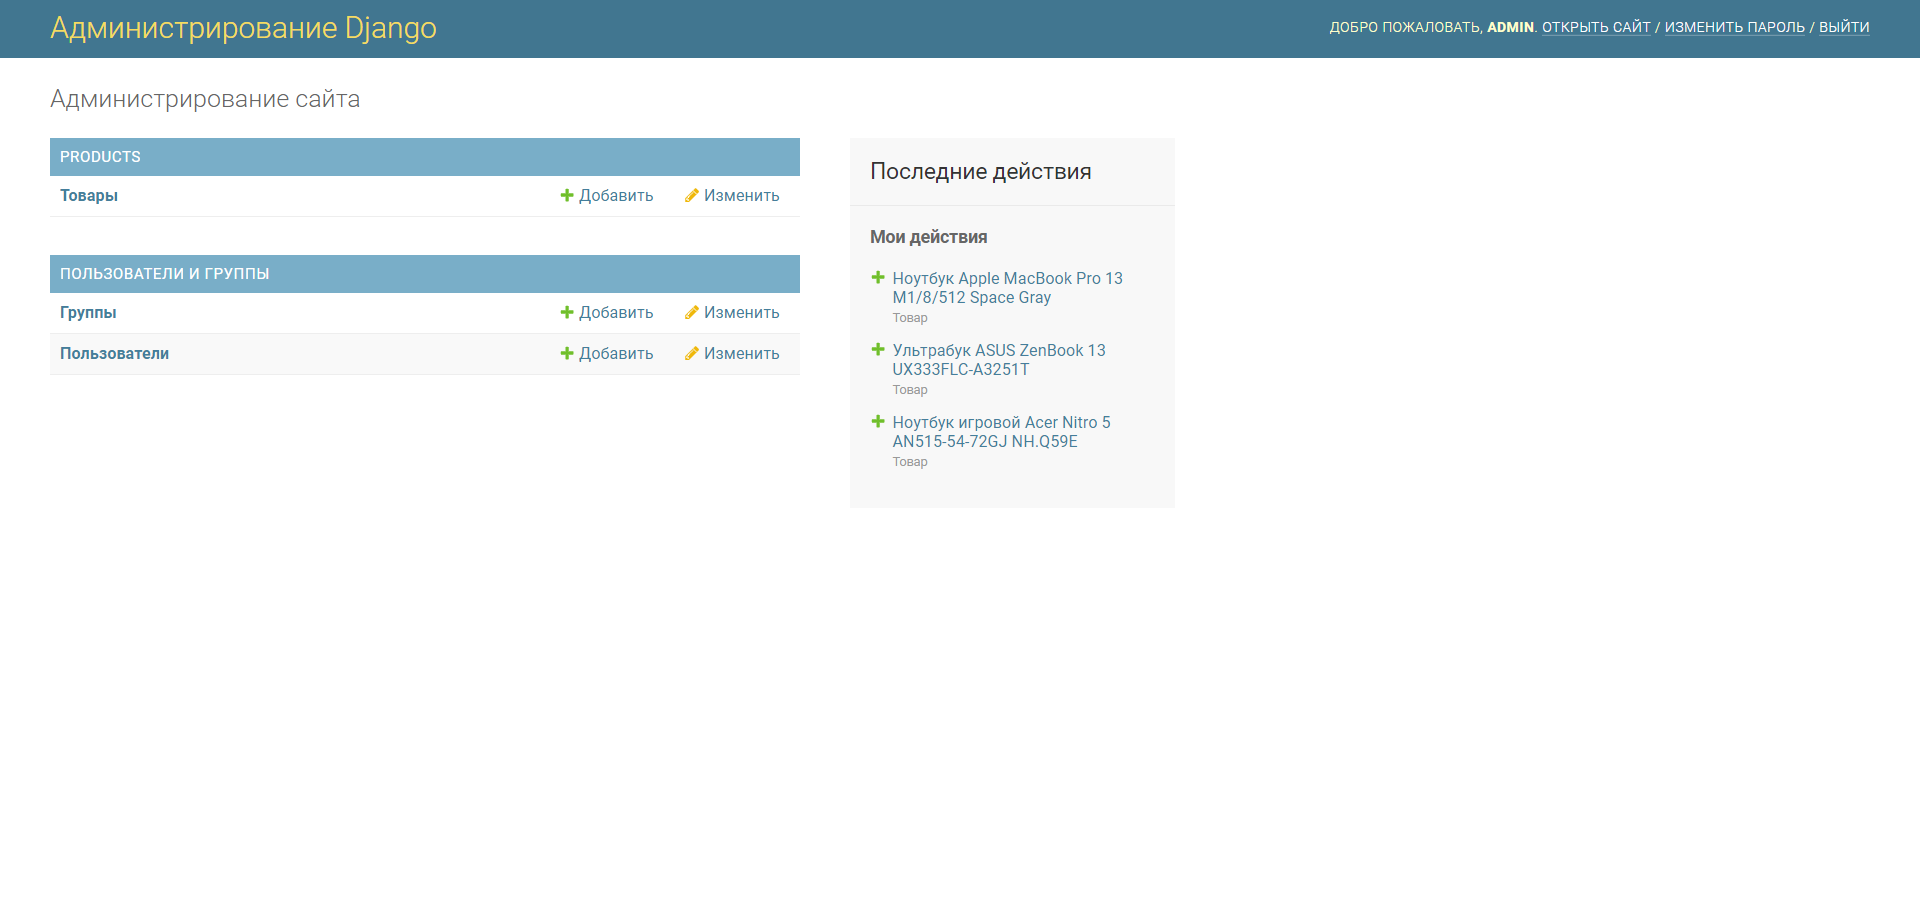 Администрирование Django
ДОБРО ПОЖАЛОВАТЬ, ADMIN. ОТКРЫТЬ САЙТ / ИЗМЕНИТЬ ПАРОЛЬ / ВЫЙТИ
Администрирование сайта
PRODUCTS
Товары Добавить Изменить
ПОЛЬЗОВАТЕЛИ И ГРУППЫ
Группы Добавить Изменить
Пользователи Добавить Изменить
Последние действия
Мои действия
Ноутбук Apple MacBook Pro 13
M1/8/512 Space Gray
Товар
Ультрабук ASUS ZenBook 13
UX333FLC-A3251T
Товар
Ноутбук игровой Acer Nitro 5
AN515-54-72GJ NH.Q59E
Товар